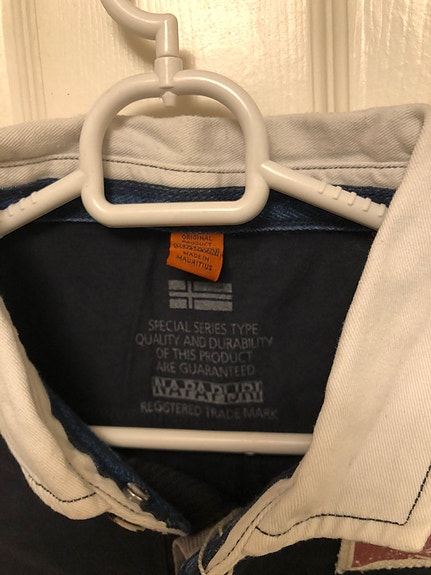 ORIGINAL
PRODUCT
MADE IN
MAURITIUS
SPECIAL SERIES TYPE
QUALITY AND DURABILITY
OF THIS PRODUCT
ARE GUARANTEED
NAPAPIJRI
REGISTERED TRADE MARK